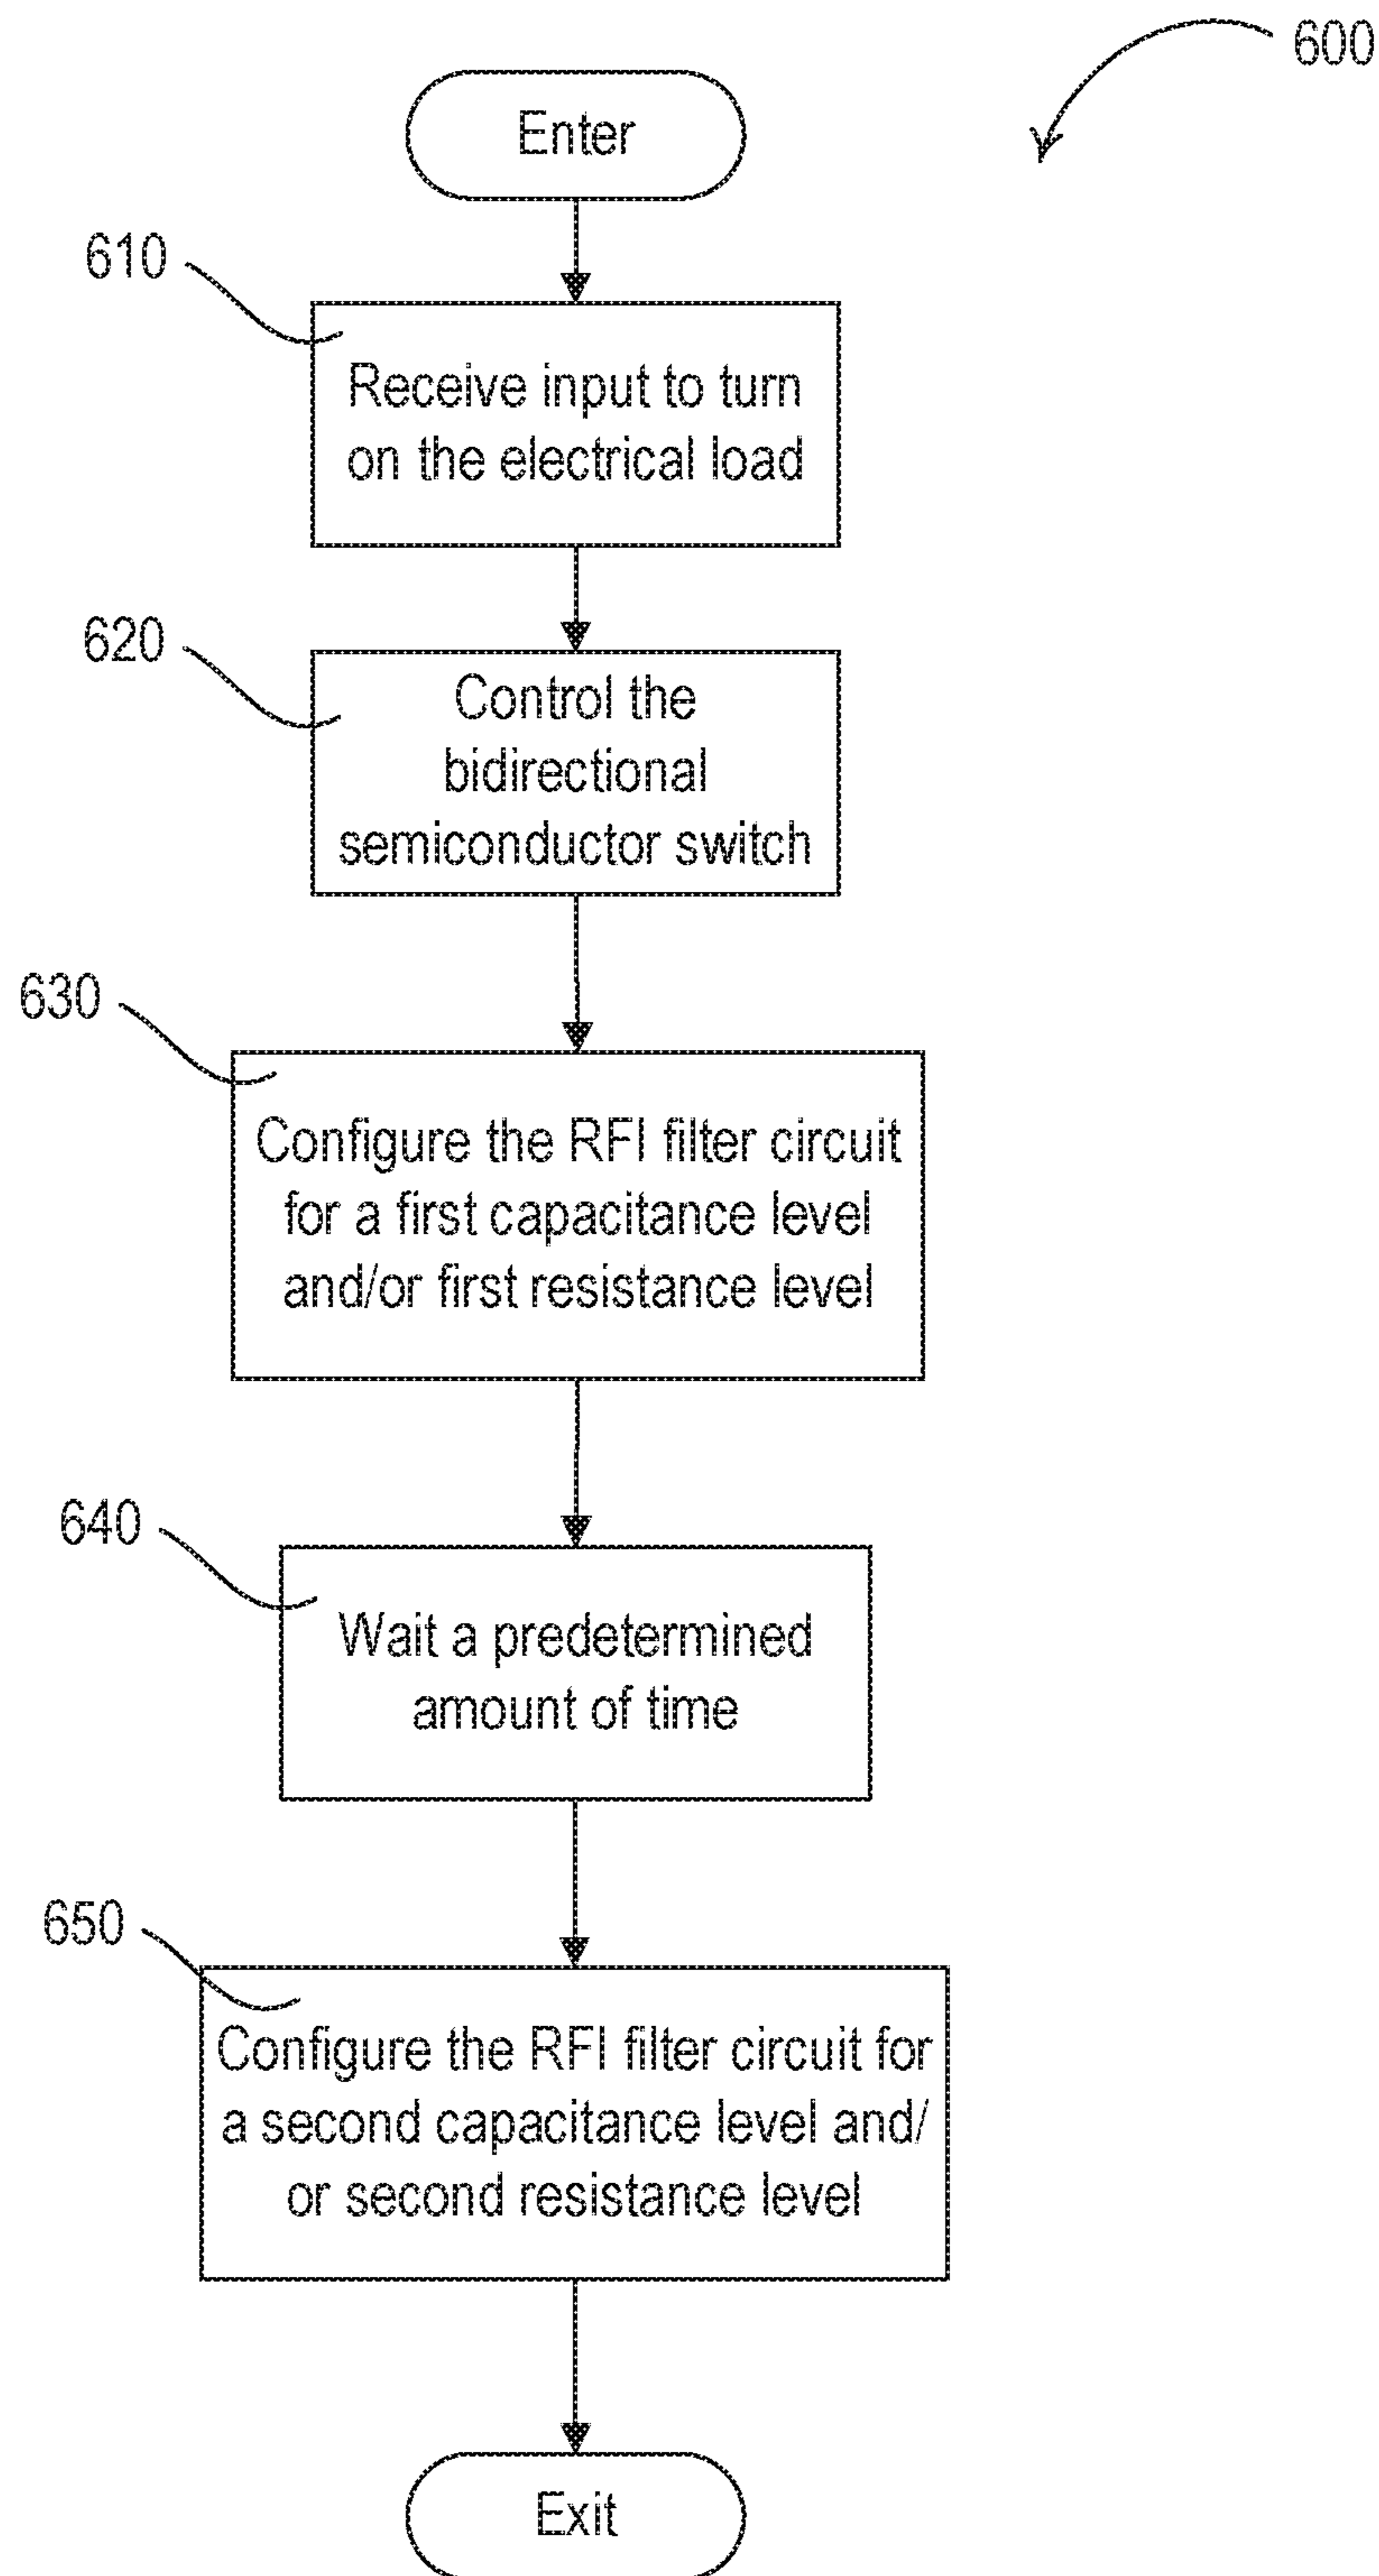 600
Enter
610
Receive input to turn
on the electrical load
620
Control the
bidirectional
semiconductor switch
630
Configure the RFI filter circuit
for a first capacitance level
and/or first resistance level
640
Wait a predetermined
amount of time
650
Configure the RFI filter circuit for
a second capacitance level and/
or second resistance level
Exit